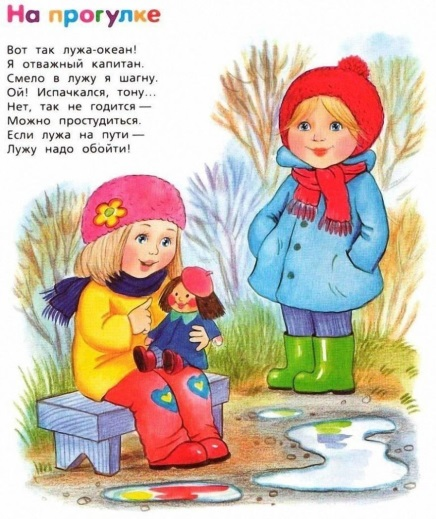 На прогулке
Вот так лужа-океан!
Я отважный капитан.
Смело в лужу я шагну.
Ой! Испачкался, тону...
Нет, так не годится —
Можно простудиться.
Если лужа на пути —
Лужу надо обойти!